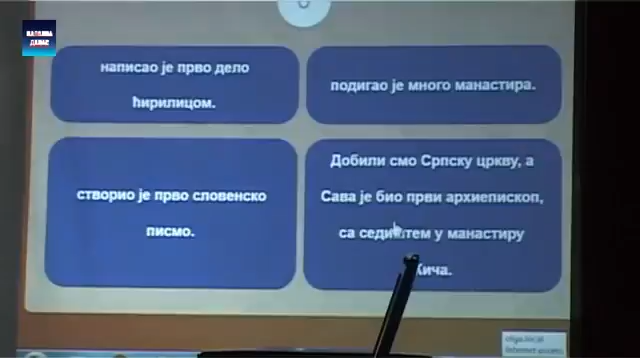 написао је прво дело
ћирилицом.
подигао је много манастира.
створио је прво словенско
писмо.
Добили смо Српску цркву, а
Сава је био први архиепископ,
са седиштем у манастиру
Жича.